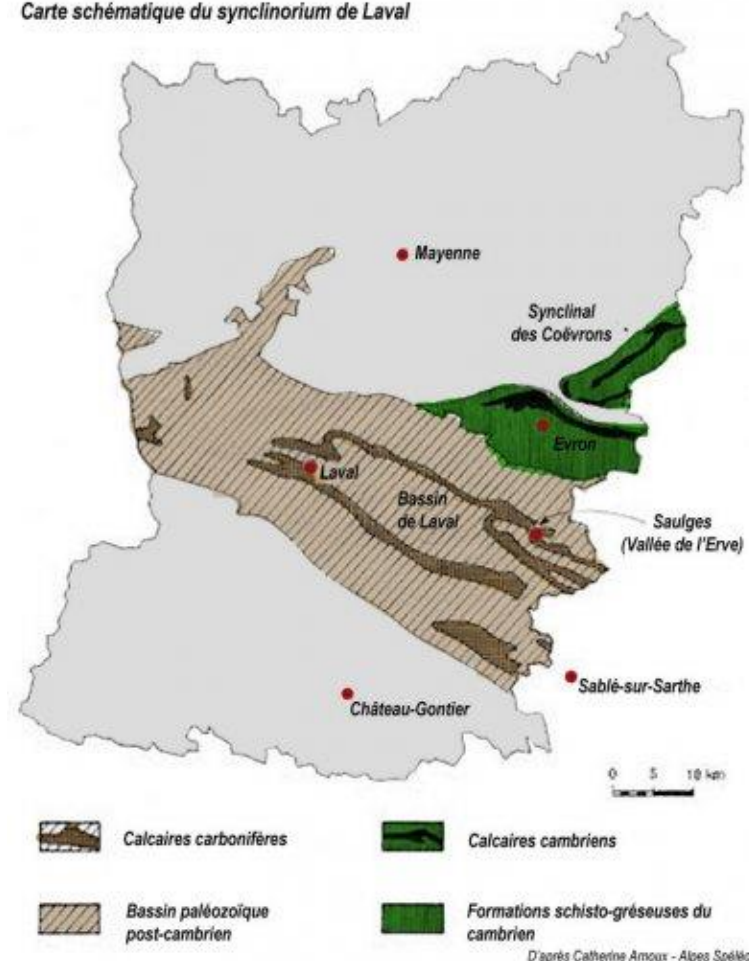 Carte schématique du synclinorium de Laval
Mayenne
Synclinal
des Coëvrons
Evron
Laval
Bassin
de Laval
Saulges
(Vallée de l'Erve)
Sablé-sur-Sarthe
Château-Gontier
0 5 10 km
Calcaires carbonifères
Calcaires cambriens
Bassin paléozoïque
post-cambrien
Formations schisto-gréseuses du
cambrien
D'après Catherine Arnoux - Alpes